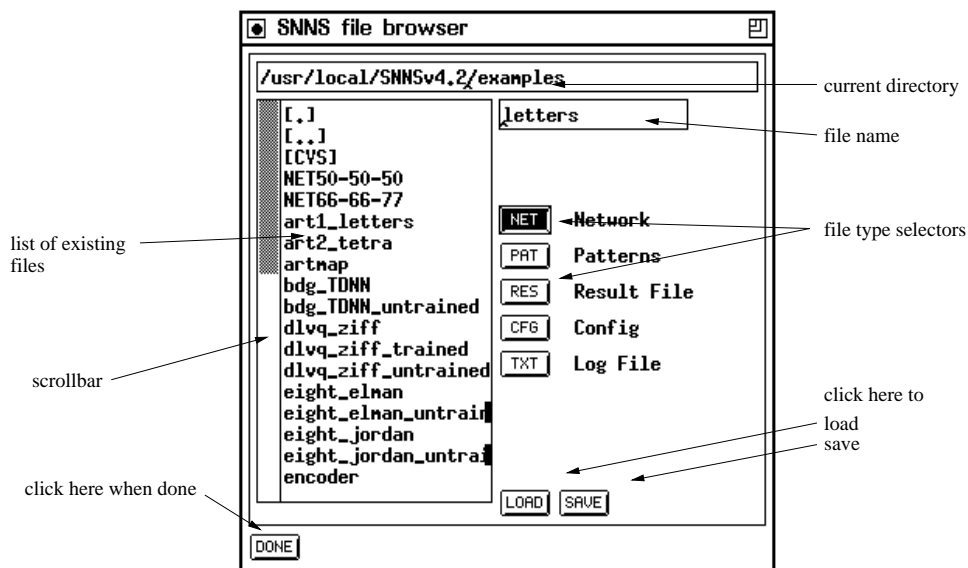 SNNS file browser
/usr/local/SNNSv4.2/examples
current directory
[.]
[..]
[CVS]
NET50-50-50
NET66-66-77
art1_letters
art2_tetra
artmap
bdg_TDNN
bdg_TDNN_untrained
dlvq_ziff
dlvq_ziff_trained
dlvq_ziff_untrained
eight_elman
eight_elman_untrain
eight_jordan
eight_jordan_untrai
encoder
letters
file name
NET Network
PAT Patterns
RES Result File
CFG Config
TXT Log File
file type selectors
list of existing
files
scrollbar
click here to
load
save
LOAD SAVE
click here when done
DONE